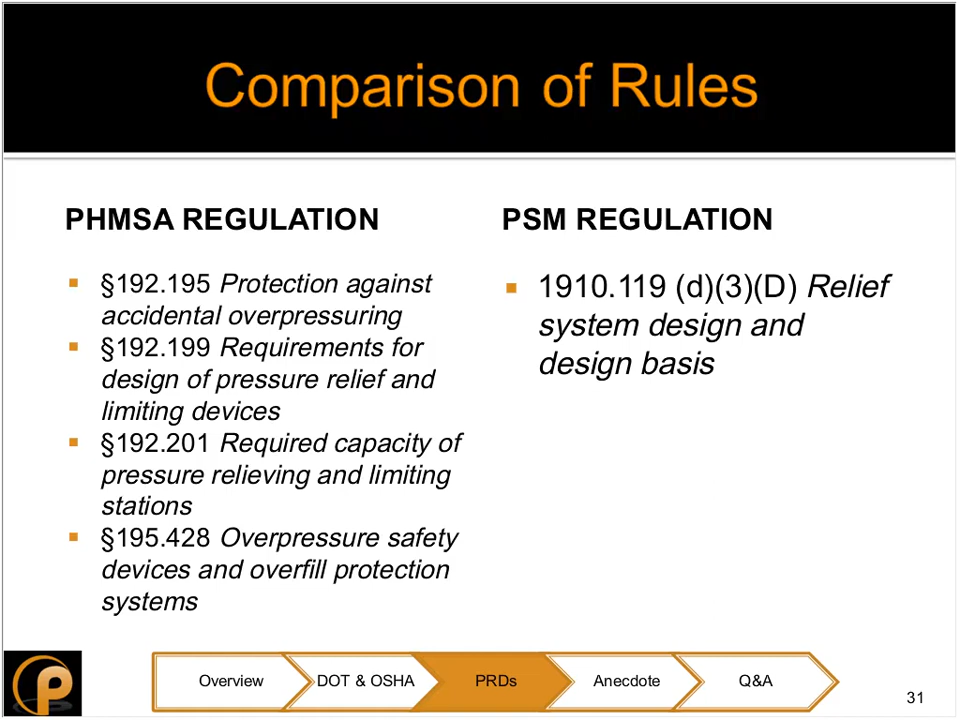 Comparison of Rules
PHMSA REGULATION
§192.195 Protection against
accidental overpressuring
§192.199 Requirements for
design of pressure relief and
limiting devices
§192.201 Required capacity of
pressure relieving and limiting
stations
§195.428 Overpressure safety
devices and overfill protection
systems
PSM REGULATION
1910.119 (d)(3)(D) Relief
system design and
design basis
Overview
DOT & OSHA
PRDs
Anecdote
Q&A
31